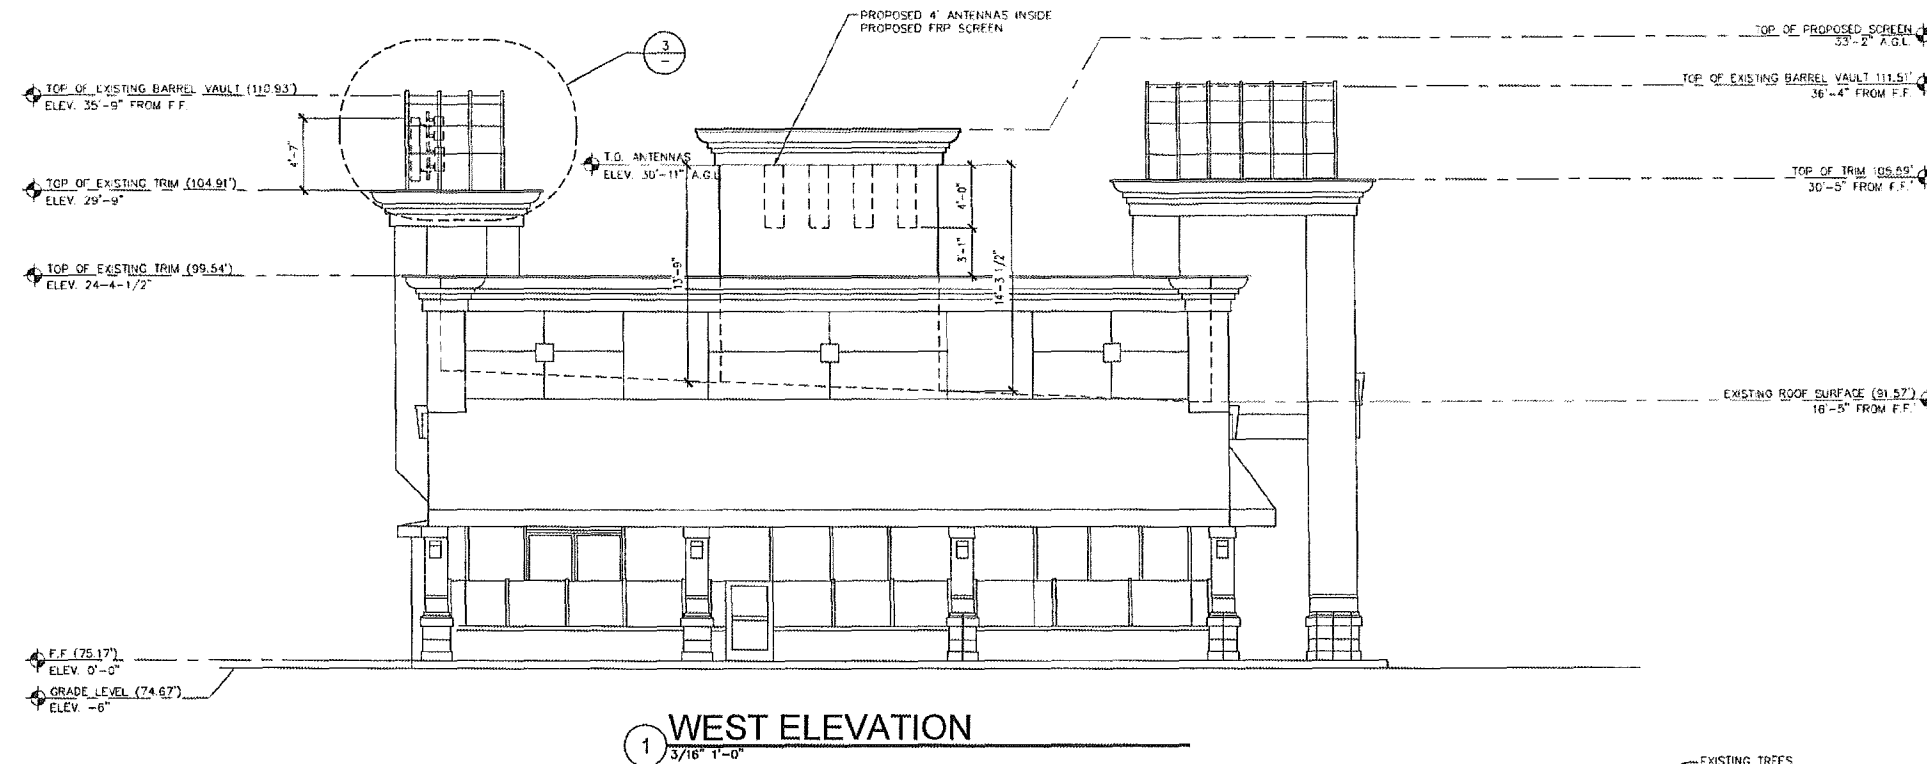 PROPOSED 4' ANTENNAS INSIDE
PROPOSED FRP SCREEN
3
TOP OF PROPOSED SCREEN
33'-2" A.G.L.
TOP OF EXISTING BARREL VAULT (110.93')
ELEV. 35'-9" FROM F.F.
TOP OF EXISTING BARREL VAULT 111.51'
36'-4" FROM F.F.
4'-7"
T.O. ANTENNAS
ELEV. 30'-11" A.G.L
TOP OF EXISTING TRIM (104.91')
ELEV. 29'-9"
4'-0"
TOP OF TRIM 105.59'
30'-5" FROM F.F.'
3'-1"
TOP OF EXISTING TRIM (99.54')
ELEV. 24-4-1/2"
13'-9"
14'-3 1/2"
EXISTING ROOF SURFACE (91.57')
16'-5" FROM F.F.'
F.F. (75.17')
ELEV. 0'-0"
GRADE LEVEL (74.67')
ELEV. -6"
1 WEST ELEVATION
3/16" 1'-0"
EXISTING TREES